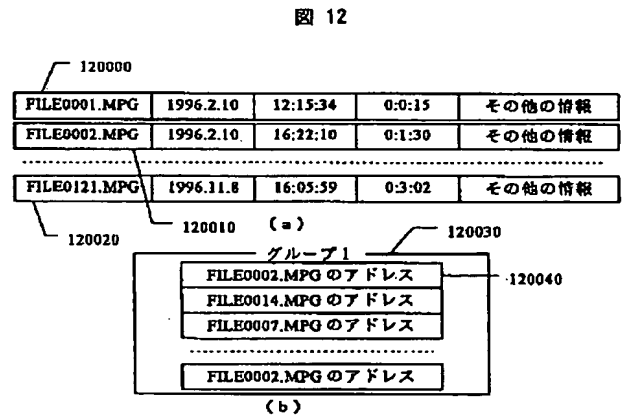 図 12
120000
FILE0001.MPG 1996.2.10 12:15:34 0:0:15 その他の情報
FILE0002.MPG 1996.2.10 16:22:10 0:1:30 その他の情報
FILE0121.MPG 1996.11.8 16:05:59 0:3:02 その他の情報
120020 120010 (a) 120030
グループ1
FILE0002.MPG のアドレス 120040
FILE0014.MPG のアドレス
FILE0007.MPG のアドレス
FILE0002.MPG のアドレス
(b)